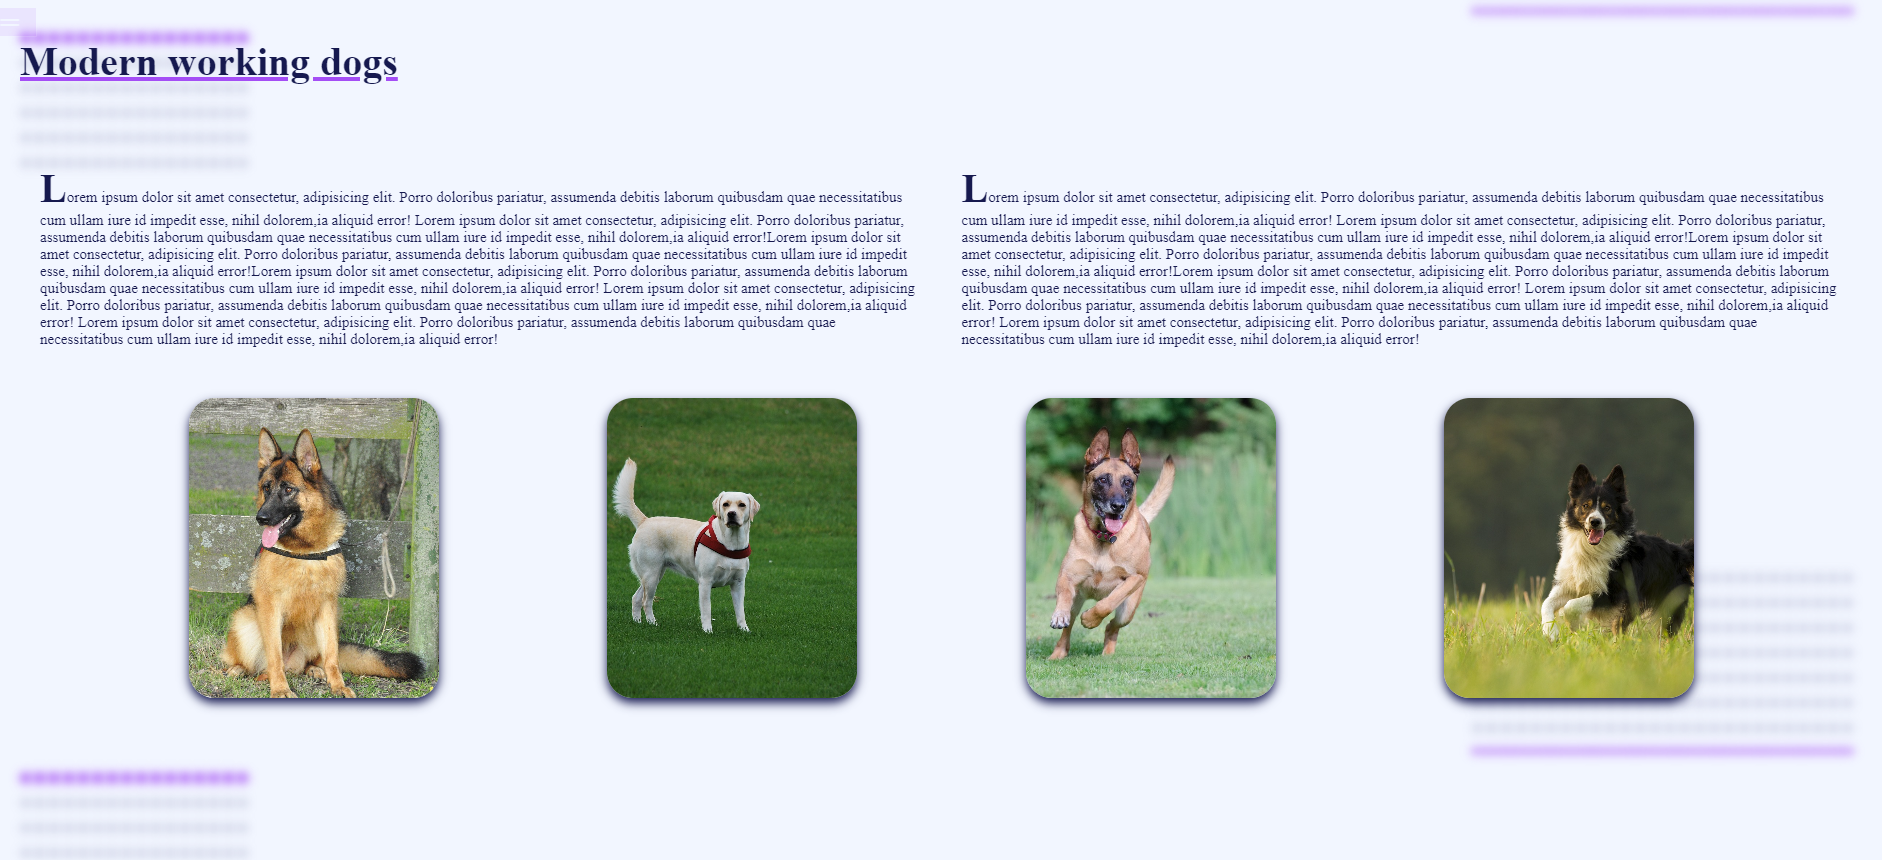 Modern working dogs
Lorem ipsum dolor sit amet consectetur, adipisicing elit. Porro doloribus pariatur, assumenda debitis laborum quibusdam quae necessitatibus
cum ullam iure id impedit esse, nihil dolorem,ia aliquid error! Lorem ipsum dolor sit amet consectetur, adipisicing elit. Porro doloribus pariatur,
assumenda debitis laborum quibusdam quae necessitatibus cum ullam iure id impedit esse, nihil dolorem,ia aliquid error!Lorem ipsum dolor sit
amet consectetur, adipisicing elit. Porro doloribus pariatur, assumenda debitis laborum quibusdam quae necessitatibus cum ullam iure id impedit
esse, nihil dolorem,ia aliquid error!Lorem ipsum dolor sit amet consectetur, adipisicing elit. Porro doloribus pariatur, assumenda debitis laborum
quibusdam quae necessitatibus cum ullam iure id impedit esse, nihil dolorem,ia aliquid error! Lorem ipsum dolor sit amet consectetur, adipisicing
elit. Porro doloribus pariatur, assumenda debitis laborum quibusdam quae necessitatibus cum ullam iure id impedit esse, nihil dolorem,ia aliquid
error! Lorem ipsum dolor sit amet consectetur, adipisicing elit. Porro doloribus pariatur, assumenda debitis laborum quibusdam quae
necessitatibus cum ullam iure id impedit esse, nihil dolorem,ia aliquid error!
Lorem ipsum dolor sit amet consectetur, adipisicing elit. Porro doloribus pariatur, assumenda debitis laborum quibusdam quae necessitatibus
cum ullam iure id impedit esse, nihil dolorem,ia aliquid error! Lorem ipsum dolor sit amet consectetur, adipisicing elit. Porro doloribus pariatur,
assumenda debitis laborum quibusdam quae necessitatibus cum ullam iure id impedit esse, nihil dolorem,ia aliquid error!Lorem ipsum dolor sit
amet consectetur, adipisicing elit. Porro doloribus pariatur, assumenda debitis laborum quibusdam quae necessitatibus cum ullam iure id impedit
esse, nihil dolorem,ia aliquid error!Lorem ipsum dolor sit amet consectetur, adipisicing elit. Porro doloribus pariatur, assumenda debitis laborum
quibusdam quae necessitatibus cum ullam iure id impedit esse, nihil dolorem,ia aliquid error! Lorem ipsum dolor sit amet consectetur, adipisicing
elit. Porro doloribus pariatur, assumenda debitis laborum quibusdam quae necessitatibus cum ullam iure id impedit esse, nihil dolorem,ia aliquid
error! Lorem ipsum dolor sit amet consectetur, adipisicing elit. Porro doloribus pariatur, assumenda debitis laborum quibusdam quae
necessitatibus cum ullam iure id impedit esse, nihil dolorem,ia aliquid error!